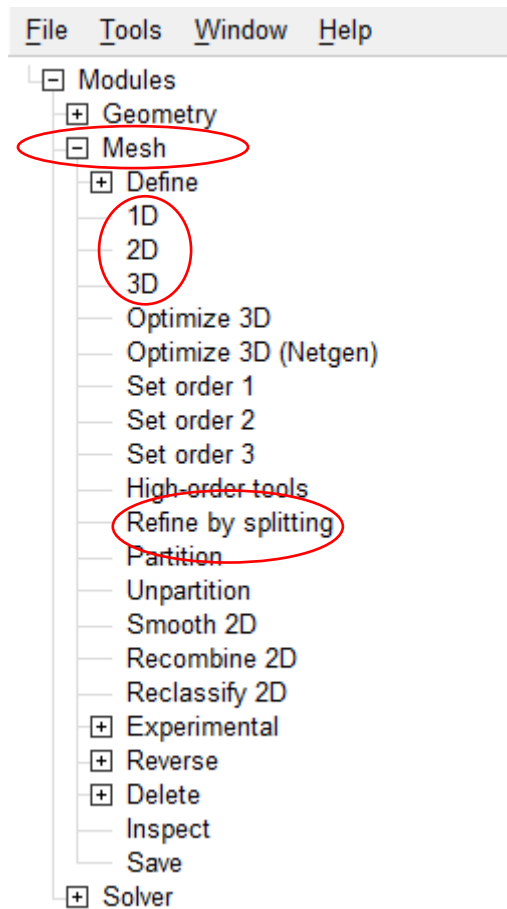 File Tools Window Help
Modules
Geometry
Mesh
Define
1D
2D
3D
Optimize 3D
Optimize 3D (Netgen)
Set order 1
Set order 2
Set order 3
High-order tools
Refine by splitting
Partition
Unpartition
Smooth 2D
Recombine 2D
Reclassify 2D
Experimental
Reverse
Delete
Inspect
Save
Solver